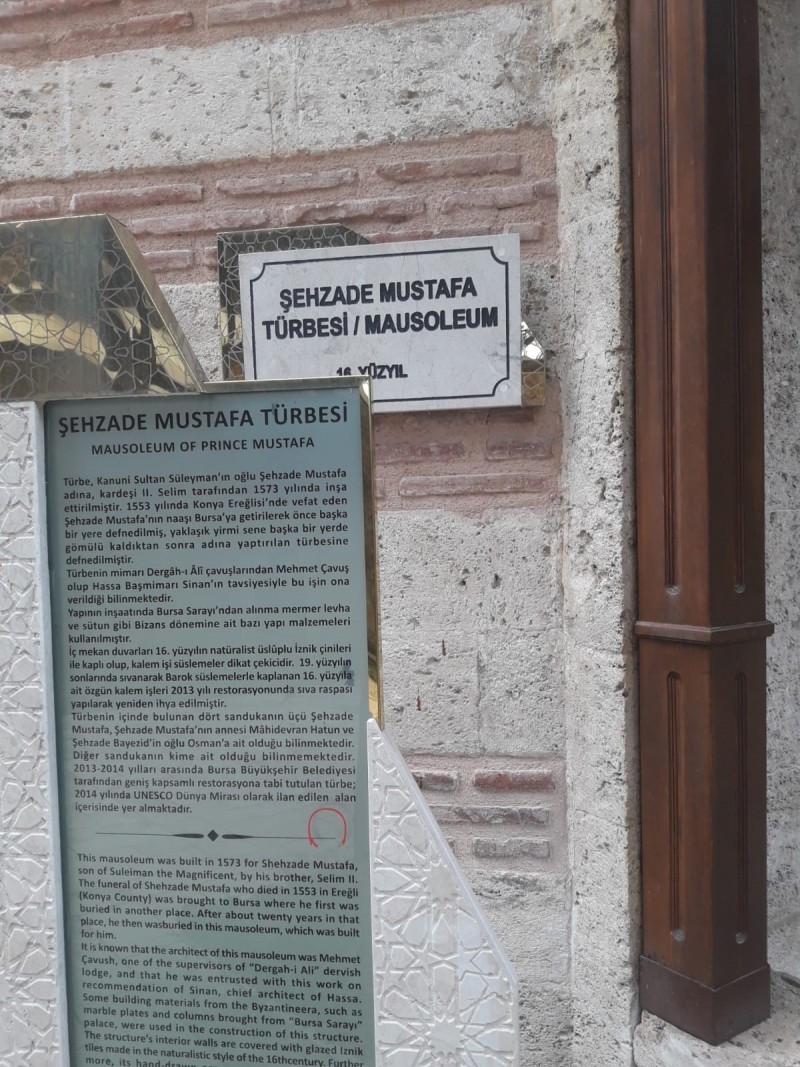 ŞEHZADE MUSTAFA
TÜRBESİ / MAUSOLEUM
16. YÜZYIL
ŞEHZADE MUSTAFA TÜRBESİ
MAUSOLEUM OF PRINCE MUSTAFA
Türbe, Kanuni Sultan Süleyman'ın oğlu Şehzade Mustafa
adına, kardeşi II. Selim tarafından 1573 yılında inşa
ettirilmiştir. 1553 yılında Konya Ereğlisi'nde vefat eden
Şehzade Mustafa'nın naaşı Bursa'ya getirilerek önce başka
bir yere defnedilmiş, yaklaşık yirmi sene başka bir yerde
gömülü kaldıktan sonra adına yaptırılan türbesine
defnedilmiştir.
Türbenin mimarı Dergâh-ı Âlî çavuşlarından Mehmet Çavuş
olup Hassa Başmimarı Sinan'ın tavsiyesiyle bu işin ona
verildiği bilinmektedir.
Yapının inşaatında Bursa Sarayı'ndan alınma mermer levha
ve sütun gibi Bizans dönemine ait bazı yapı malzemeleri
kullanılmıştır.
İç mekan duvarları 16. yüzyılın natüralist üslûplu İznik çinileri
ile kaplı olup, kalem işi süslemeler dikat çekicidir. 19. yüzyılın
sonlarında sıvanarak Barok süslemelerle kaplanan 16. yüzyıla
ait özgün kalem işleri 2013 yılı restorasyonunda sıva raspası
yapılarak yeniden ihya edilmiştir.
Türbenin içinde bulunan dört sandukanın üçü Şehzade
Mustafa, Şehzade Mustafa'nın annesi Mâhidevran Hatun ve
Şehzade Bayezid'in oğlu Osman'a ait olduğu bilinmektedir.
Diğer sandukanın kime ait olduğu bilinmemektedir.
2013-2014 yılları arasında Bursa Büyükşehir Belediyesi
tarafından geniş kapsamlı restorasyona tabi tutulan türbe;
2014 yılında UNESCO Dünya Mirası olarak ilan edilen alan
içerisinde yer almaktadır.
This mausoleum was built in 1573 for Shehzade Mustafa,
son of Suleiman the Magnificent, by his brother, Selim II.
The funeral of Shehzade Mustafa who died in 1553 in Ereğli
(Konya County) was brought to Bursa where he first was
buried in another place. After about twenty years in that
place, he then wasburied in this mausoleum, which was built
for him.
It is known that the architect of this mausoleum was Mehmet
Çavush, one of the supervisors of "Dergah-i Ali" dervish
lodge, and that he was entrusted with this work on
recommendation of Sinan, chief architect of Hassa.
Some building materials from the Byzantineera, such as
marble plates and columns brought from "Bursa Sarayı"
palace, were used in the construction of this structure.
The structure's interior walls are covered with glazed Iznik
tiles made in the naturalistic style of the 16thcentury. Further
more, its hand-drawn